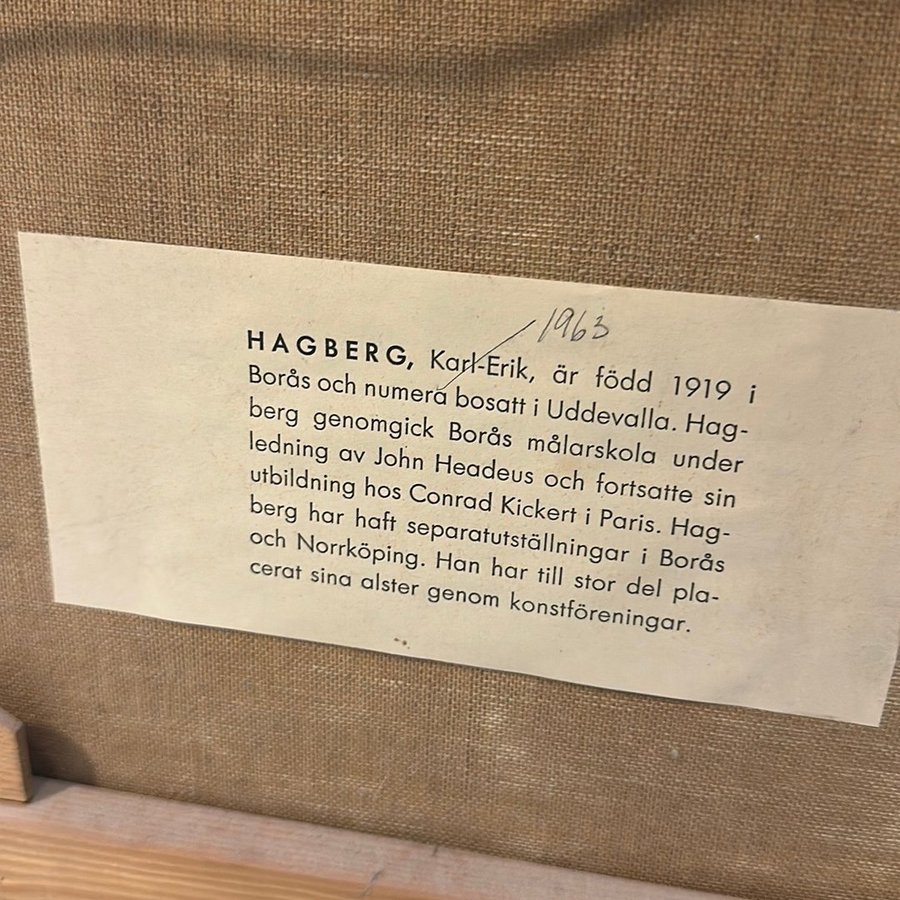 1963
HAGBERG, Karl-Erik, är född 1919 i
Borås och numera bosatt i Uddevalla. Hag-
berg genomgick Borås målarskola under
ledning av John Headeus och fortsatte sin
utbildning hos Conrad Kickert i Paris. Hag-
berg har haft separatutställningar i Borås
och Norrköping. Han har till stor del pla-
cerat sina alster genom konstföreningar.